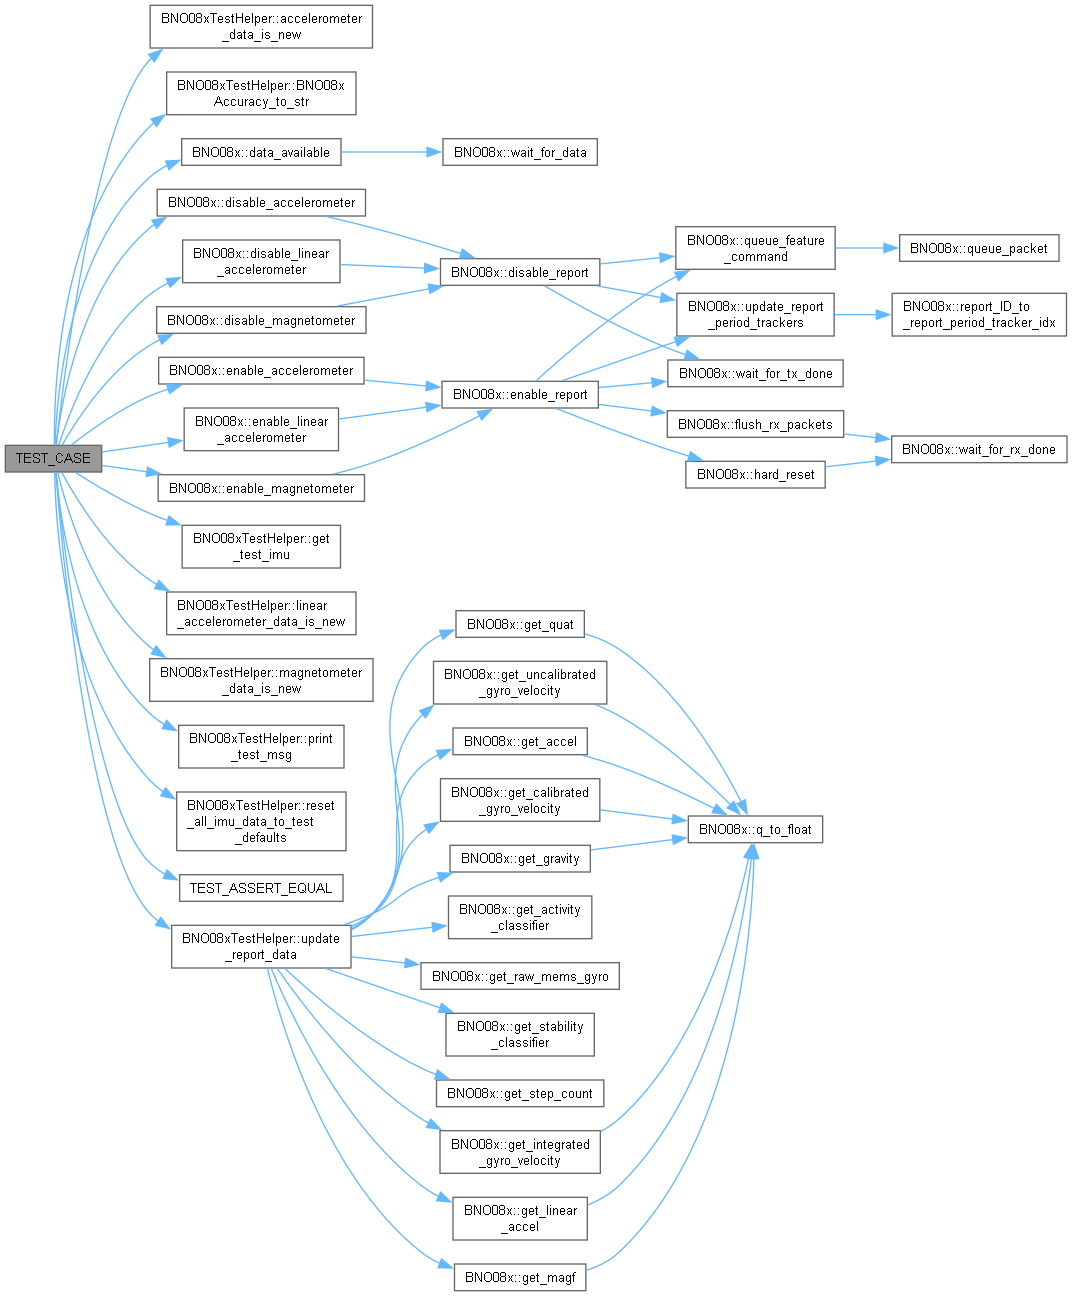 BNO08xTestHelper::accelerometer
_data_is_new
BNO08xTestHelper::BNO08x
Accuracy_to_str
BNO08x::data_available
BNO08x::wait_for_data
BNO08x::disable_accelerometer
BNO08x::disable_linear
_accelerometer
BNO08x::disable_magnetometer
BNO08x::disable_report
BNO08x::queue_feature
_command
BNO08x::queue_packet
BNO08x::update_report
_period_trackers
BNO08x::report_ID_to
_report_period_tracker_idx
BNO08x::wait_for_tx_done
BNO08x::enable_accelerometer
BNO08x::enable_linear
_accelerometer
BNO08x::enable_magnetometer
BNO08x::enable_report
BNO08x::flush_rx_packets
BNO08x::hard_reset
BNO08x::wait_for_rx_done
TEST_CASE
BNO08xTestHelper::get
_test_imu
BNO08xTestHelper::linear
_accelerometer_data_is_new
BNO08xTestHelper::magnetometer
_data_is_new
BNO08xTestHelper::print
_test_msg
BNO08xTestHelper::reset
_all_imu_data_to_test
_defaults
TEST_ASSERT_EQUAL
BNO08xTestHelper::update
_report_data
BNO08x::get_quat
BNO08x::get_uncalibrated
_gyro_velocity
BNO08x::get_accel
BNO08x::get_calibrated
_gyro_velocity
BNO08x::get_gravity
BNO08x::get_activity
_classifier
BNO08x::get_raw_mems_gyro
BNO08x::get_stability
_classifier
BNO08x::get_step_count
BNO08x::get_integrated
_gyro_velocity
BNO08x::get_linear
_accel
BNO08x::get_magf
BNO08x::q_to_float